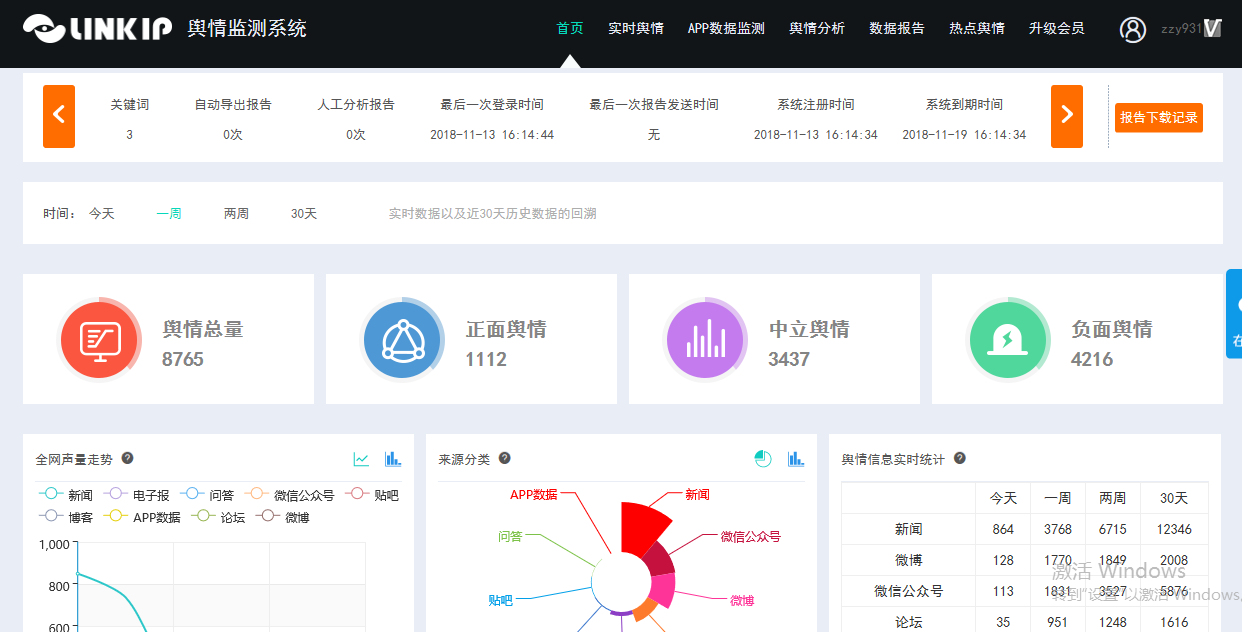 LINKIP 舆情监测系统 首页 实时舆情 APP数据监测 舆情分析 数据报告 热点舆情 升级会员 zzy931 V
关键词 自动导出报告 人工分析报告 最后一次登录时间 最后一次报告发送时间 系统注册时间 系统到期时间
报告下载记录
3 0次 0次 2018-11-13 16:14:44 无 2018-11-13 16:14:34 2018-11-19 16:14:34
时间： 今天 一周 两周 30天 实时数据以及近30天历史数据的回溯
舆情总量 正面舆情 中立舆情 负面舆情
8765 1112 3437 4216
在
全网声量走势 ?
新闻 电子报 问答 微信公众号 贴吧
博客 APP数据 论坛 微博
1,000
800
600
来源分类 ?
APP数据 新闻
问答 微信公众号
贴吧 微博
舆情信息实时统计 ?
今天 一周 两周 30天
新闻 864 3768 6715 12346
微博 128 1770 1849 2008
微信公众号 113 1831 3527 5876
论坛 35 951 1248 1616
激活 Windows
转到"设置"以激活 Windows。